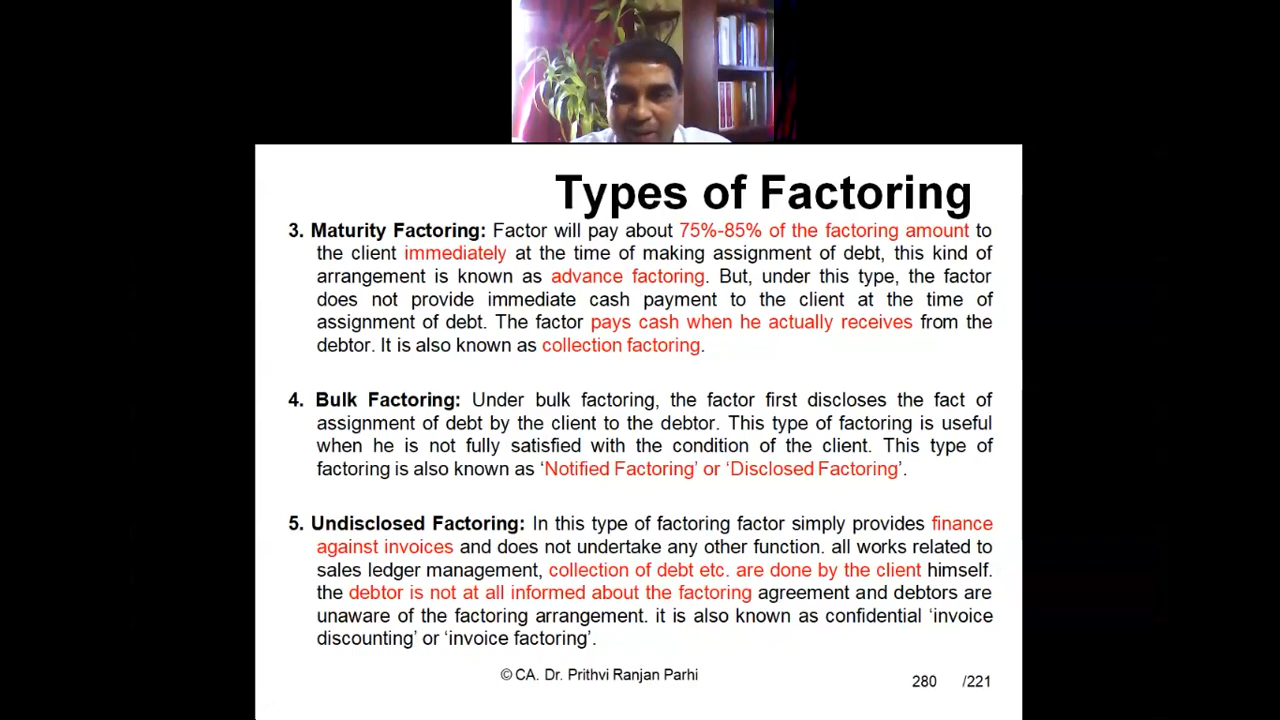 Types of Factoring
3. Maturity Factoring: Factor will pay about 75%-85% of the factoring amount to
the client immediately at the time of making assignment of debt, this kind of
arrangement is known as advance factoring. But, under this type, the factor
does not provide immediate cash payment to the client at the time of
assignment of debt. The factor pays cash when he actually receives from the
debtor. It is also known as collection factoring.
4. Bulk Factoring: Under bulk factoring, the factor first discloses the fact of
assignment of debt by the client to the debtor. This type of factoring is useful
when he is not fully satisfied with the condition of the client. This type of
factoring is also known as ‘Notified Factoring’ or ‘Disclosed Factoring’.
5. Undisclosed Factoring: In this type of factoring factor simply provides finance
against invoices and does not undertake any other function. all works related to
sales ledger management, collection of debt etc. are done by the client himself.
the debtor is not at all informed about the factoring agreement and debtors are
unaware of the factoring arrangement. it is also known as confidential ‘invoice
discounting’ or ‘invoice factoring’.
© CA. Dr. Prithvi Ranjan Parhi
280 /221